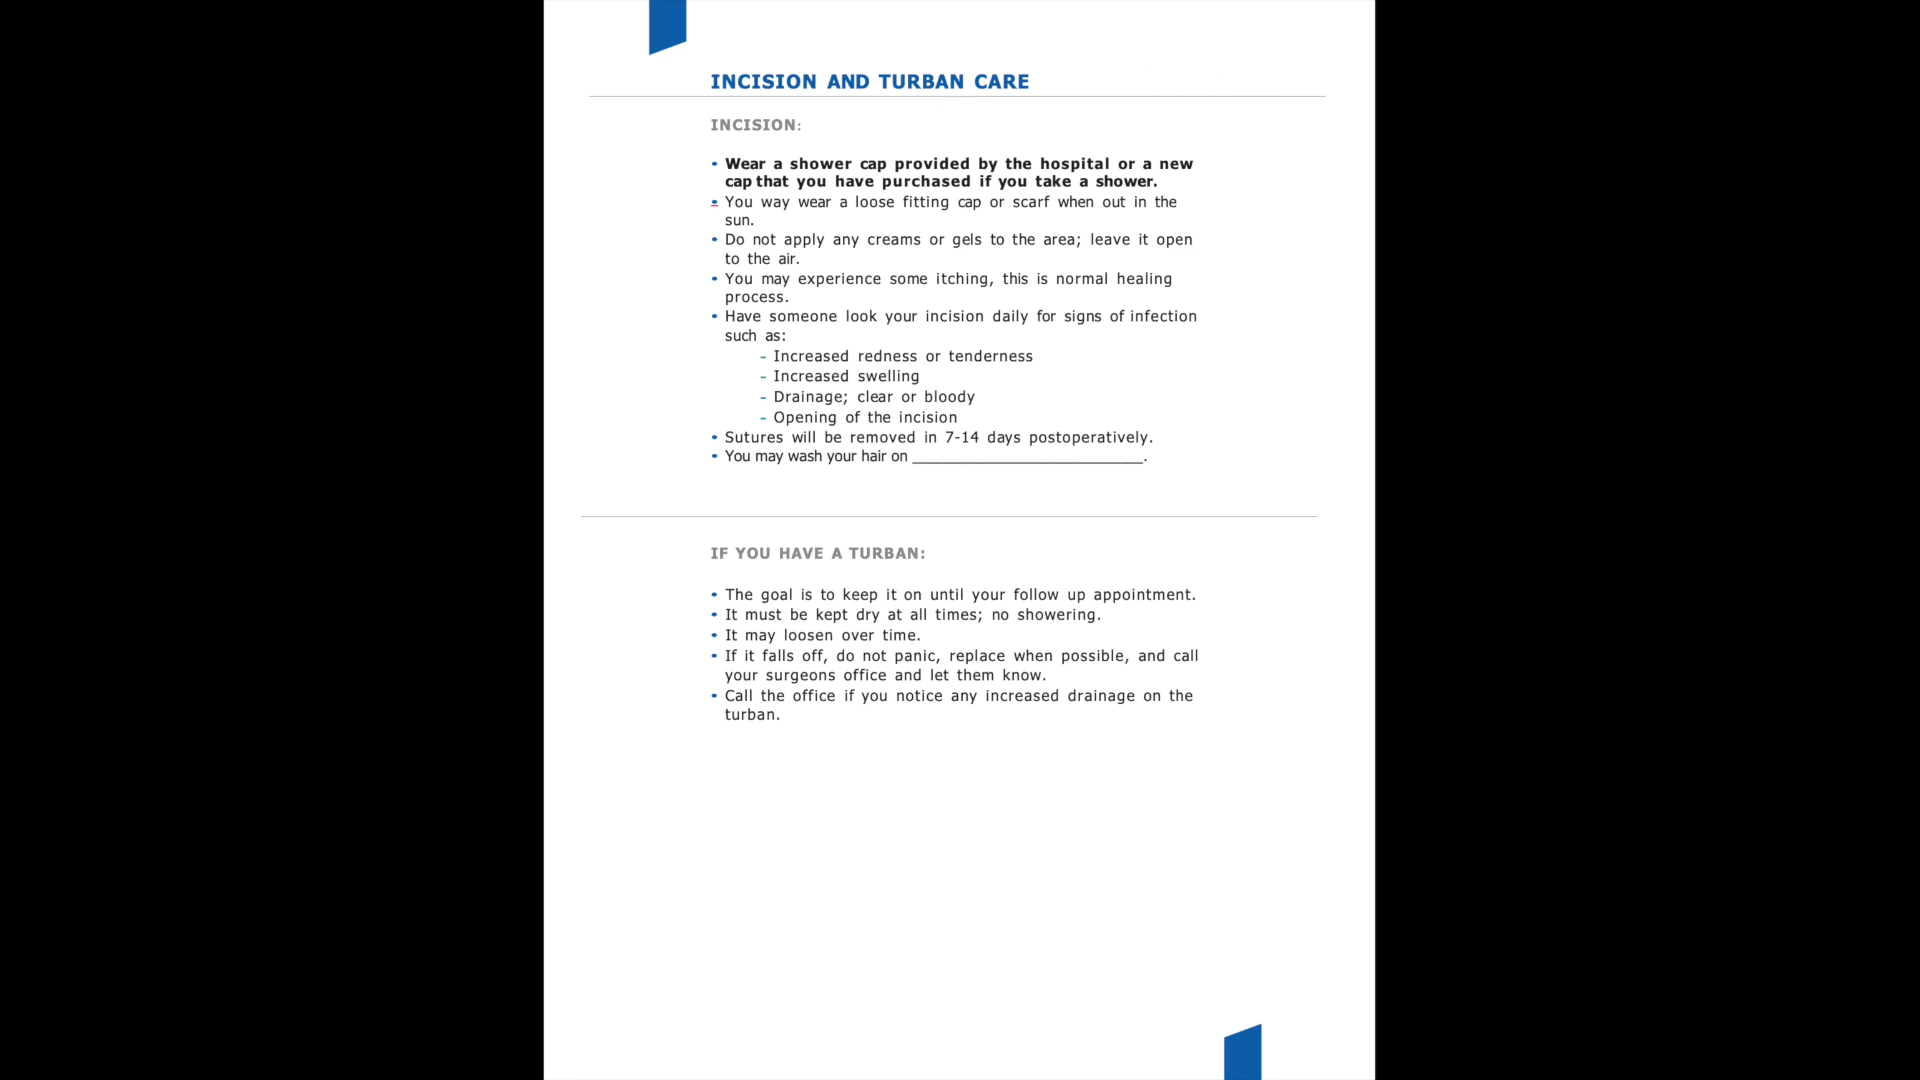 INCISION AND TURBAN CARE
INCISION:
• Wear a shower cap provided by the hospital or a new
cap that you have purchased if you take a shower.
• You way wear a loose fitting cap or scarf when out in the
sun.
• Do not apply any creams or gels to the area; leave it open
to the air.
• You may experience some itching, this is normal healing
process.
• Have someone look your incision daily for signs of infection
such as:
- Increased redness or tenderness
- Increased swelling
- Drainage; clear or bloody
- Opening of the incision
• Sutures will be removed in 7-14 days postoperatively.
• You may wash your hair on ____________________________.
IF YOU HAVE A TURBAN:
• The goal is to keep it on until your follow up appointment.
• It must be kept dry at all times; no showering.
• It may loosen over time.
• If it falls off, do not panic, replace when possible, and call
your surgeons office and let them know.
• Call the office if you notice any increased drainage on the
turban.